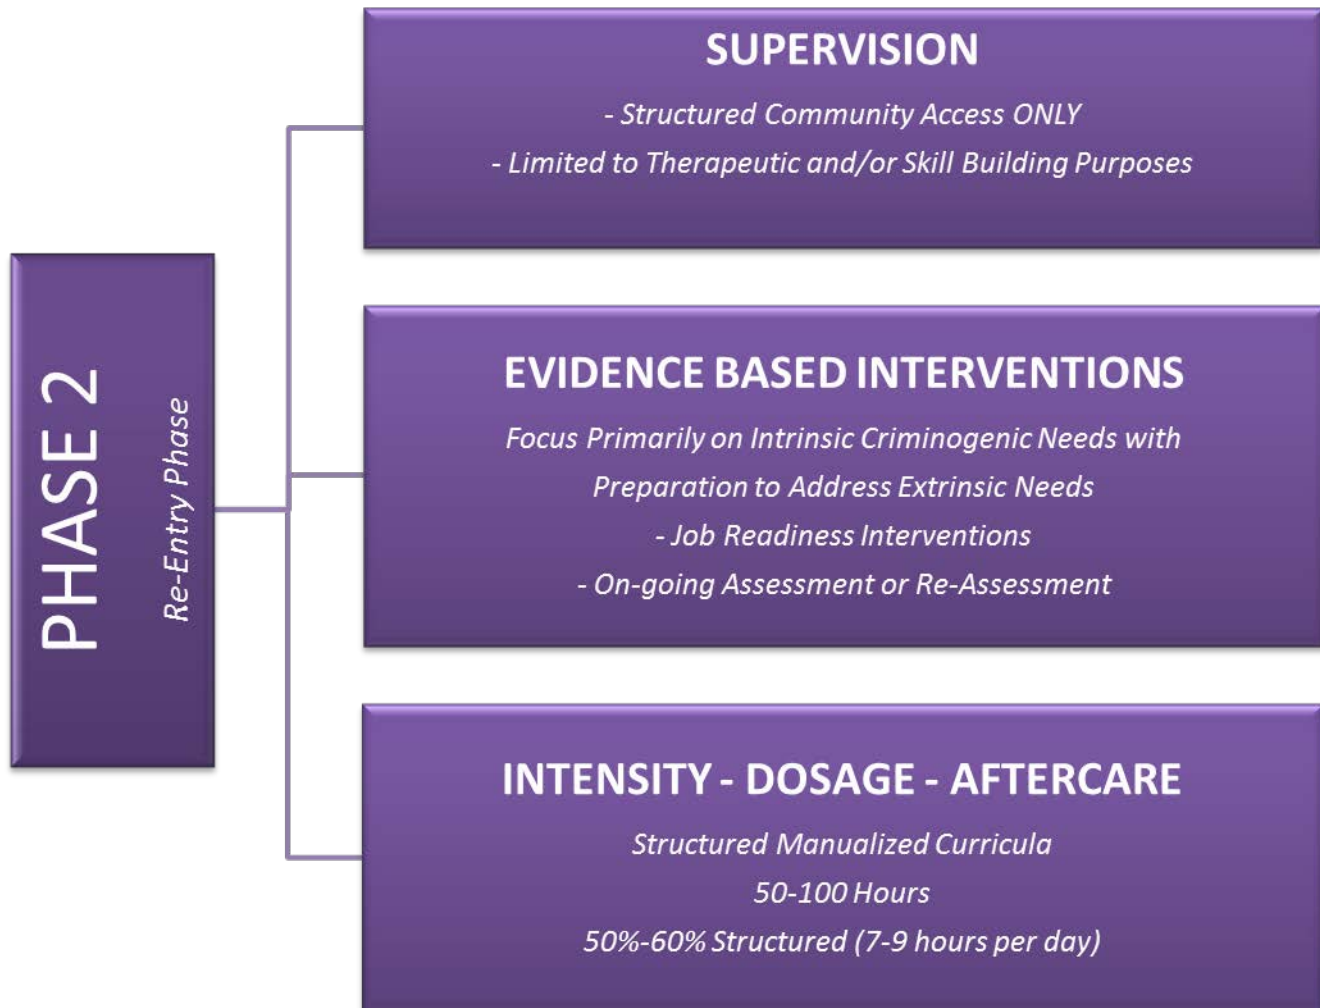 PHASE 2
Re-Entry Phase
SUPERVISION
- Structured Community Access ONLY
- Limited to Therapeutic and/or Skill Building Purposes
EVIDENCE BASED INTERVENTIONS
Focus Primarily on Intrinsic Criminogenic Needs with
Preparation to Address Extrinsic Needs
- Job Readiness Interventions
- On-going Assessment or Re-Assessment
INTENSITY - DOSAGE - AFTERCARE
Structured Manualized Curricula
50-100 Hours
50%-60% Structured (7-9 hours per day)